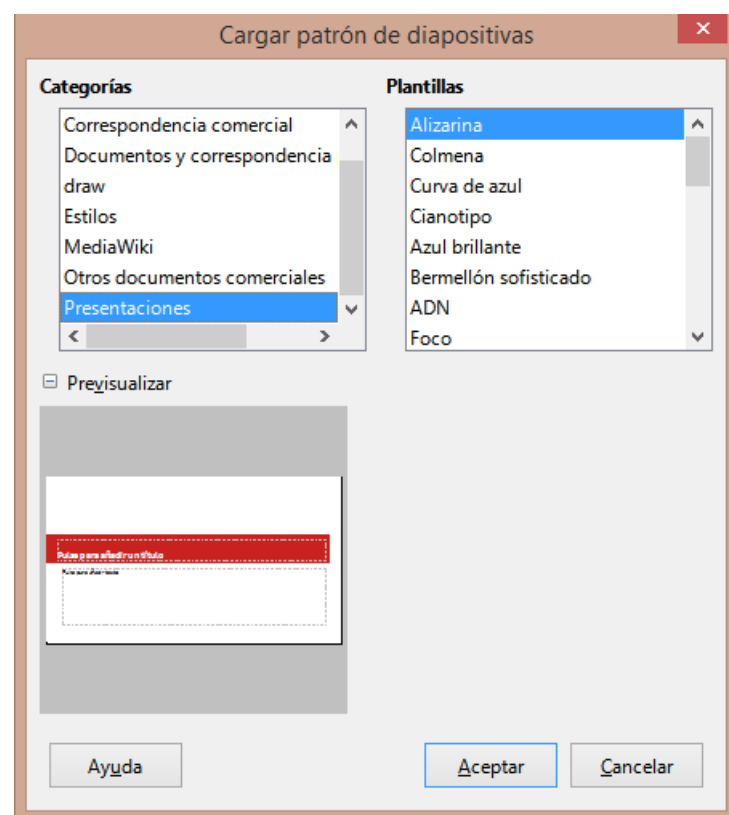 Cargar patrón de diapositivas
Categorías
Correspondencia comercial
Documentos y correspondencia
draw
Estilos
MediaWiki
Otros documentos comerciales
Presentaciones
Plantillas
Alizarina
Colmena
Curva de azul
Cianotipo
Azul brillante
Bermellón sofisticado
ADN
Foco
Previsualizar
Pulse para añadir un título
Ayuda
Aceptar
Cancelar